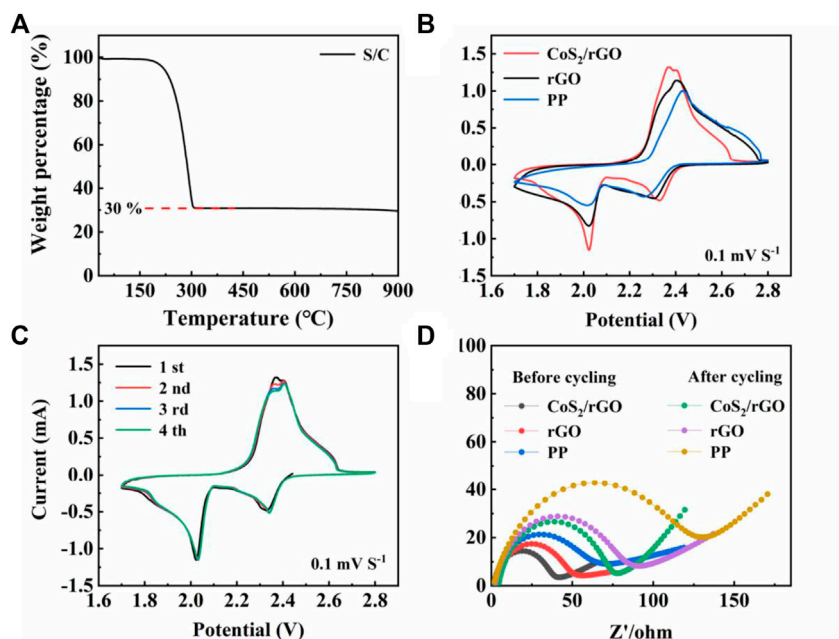 A
Weight percentage (%)
100
80
60
40
20
0
S/C
30 %
150
300
450
600
750
900
Temperature (℃)
B
1.5
1.0
0.5
0.0
0.5
1.0
1.5
CoS₂/rGO
rGO
PP
0.1 mV S⁻¹
1.6
2.0
2.2
2.4
2.6
2.8
Potential (V)
C
Current (mA)
1.5
1.0
0.5
0.0
-0.5
-1.0
-1.5
1 st
2 nd
3 rd
4 th
0.1 mV S⁻¹
1.6
1.8
2.0
2.2
2.4
2.6
2.8
Potential (V)
D
100
80
60
40
20
0
Before cycling
CoS₂/rGO
rGO
PP
After cycling
CoS₂/rGO
rGO
PP
0
50
100
150
Z'/ohm